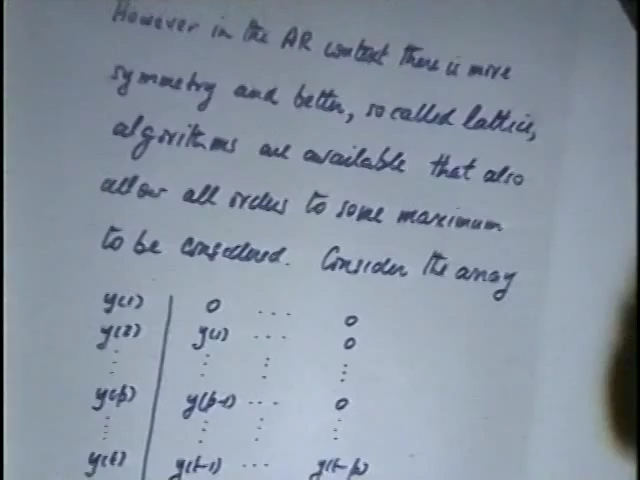 However in the AR context there is more
symmetry and better, so called lattice,
algorithms are available that also
allow all orders to some maximum
to be considered. Consider the array
y(1) | 0 .... 0
y(2) | y(1) .... 0
⋮ | ⋮ ⋮ ⋮
y(p) | y(p-1) .... 0
⋮ | ⋮ ⋮ ⋮
y(t) | y(t-1) ... y(t-p)